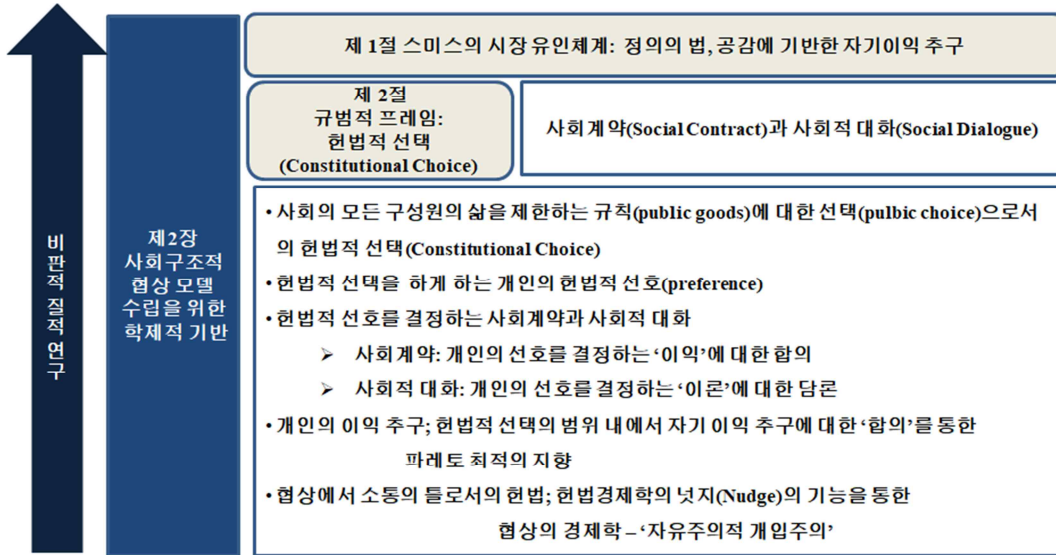 제 1절 스미스의 시장 유인체계: 정의의 법, 공감에 기반한 자기이익 추구
제 2절
규범적 프레임:
헌법적 선택
(Constitutional Choice)
사회계약(Social Contract)과 사회적 대화(Social Dialogue)
비판적 질적 연구
제2장
사회구조적
협상 모델
수립을 위한
학제적 기반
• 사회의 모든 구성원의 삶을 제한하는 규칙(public goods)에 대한 선택(pulbic choice)으로서
의 헌법적 선택(Constitutional Choice)
• 헌법적 선택을 하게 하는 개인의 헌법적 선호(preference)
• 헌법적 선호를 결정하는 사회계약과 사회적 대화
➢ 사회계약: 개인의 선호를 결정하는 ‘이익’에 대한 합의
➢ 사회적 대화: 개인의 선호를 결정하는 ‘이론’에 대한 담론
• 개인의 이익 추구; 헌법적 선택의 범위 내에서 자기 이익 추구에 대한 ‘합의’를 통한
파레토 최적의 지향
• 협상에서 소통의 틀로서의 헌법; 헌법경제학의 넛지(Nudge)의 기능을 통한
협상의 경제학 – ‘자유주의적 개입주의’